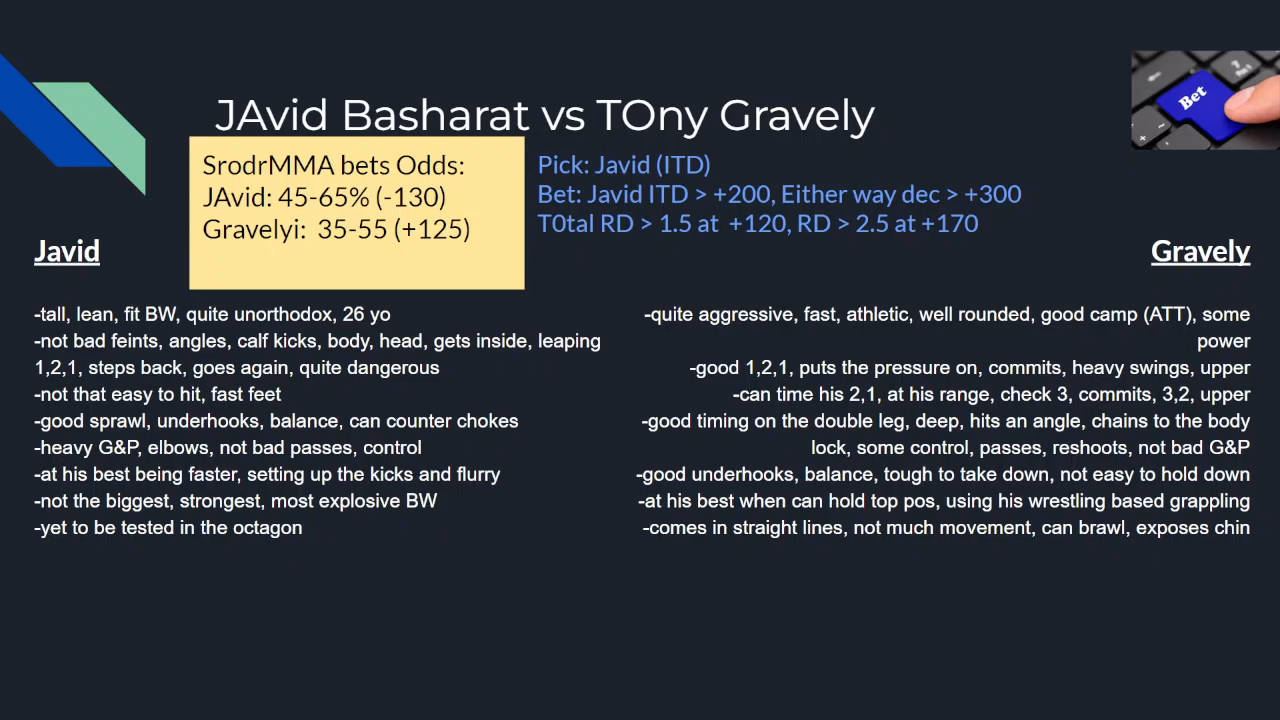 JAvid Basharat vs TOny Gravely
Bet
SrodrMMA bets Odds:
JAvid: 45-65% (-130)
Gravelyi:  35-55 (+125)
Pick: Javid (ITD)
Bet: Javid ITD > +200, Either way dec > +300
T0tal RD > 1.5 at  +120, RD > 2.5 at +170
Javid
-tall, lean, fit BW, quite unorthodox, 26 yo
-not bad feints, angles, calf kicks, body, head, gets inside, leaping
1,2,1, steps back, goes again, quite dangerous
-not that easy to hit, fast feet
-good sprawl, underhooks, balance, can counter chokes
-heavy G&P, elbows, not bad passes, control
-at his best being faster, setting up the kicks and flurry
-not the biggest, strongest, most explosive BW
-yet to be tested in the octagon
Gravely
-quite aggressive, fast, athletic, well rounded, good camp (ATT), some
power
-good 1,2,1, puts the pressure on, commits, heavy swings, upper
-can time his 2,1, at his range, check 3, commits, 3,2, upper
-good timing on the double leg, deep, hits an angle, chains to the body
lock, some control, passes, reshoots, not bad G&P
-good underhooks, balance, tough to take down, not easy to hold down
-at his best when can hold top pos, using his wrestling based grappling
-comes in straight lines, not much movement, can brawl, exposes chin